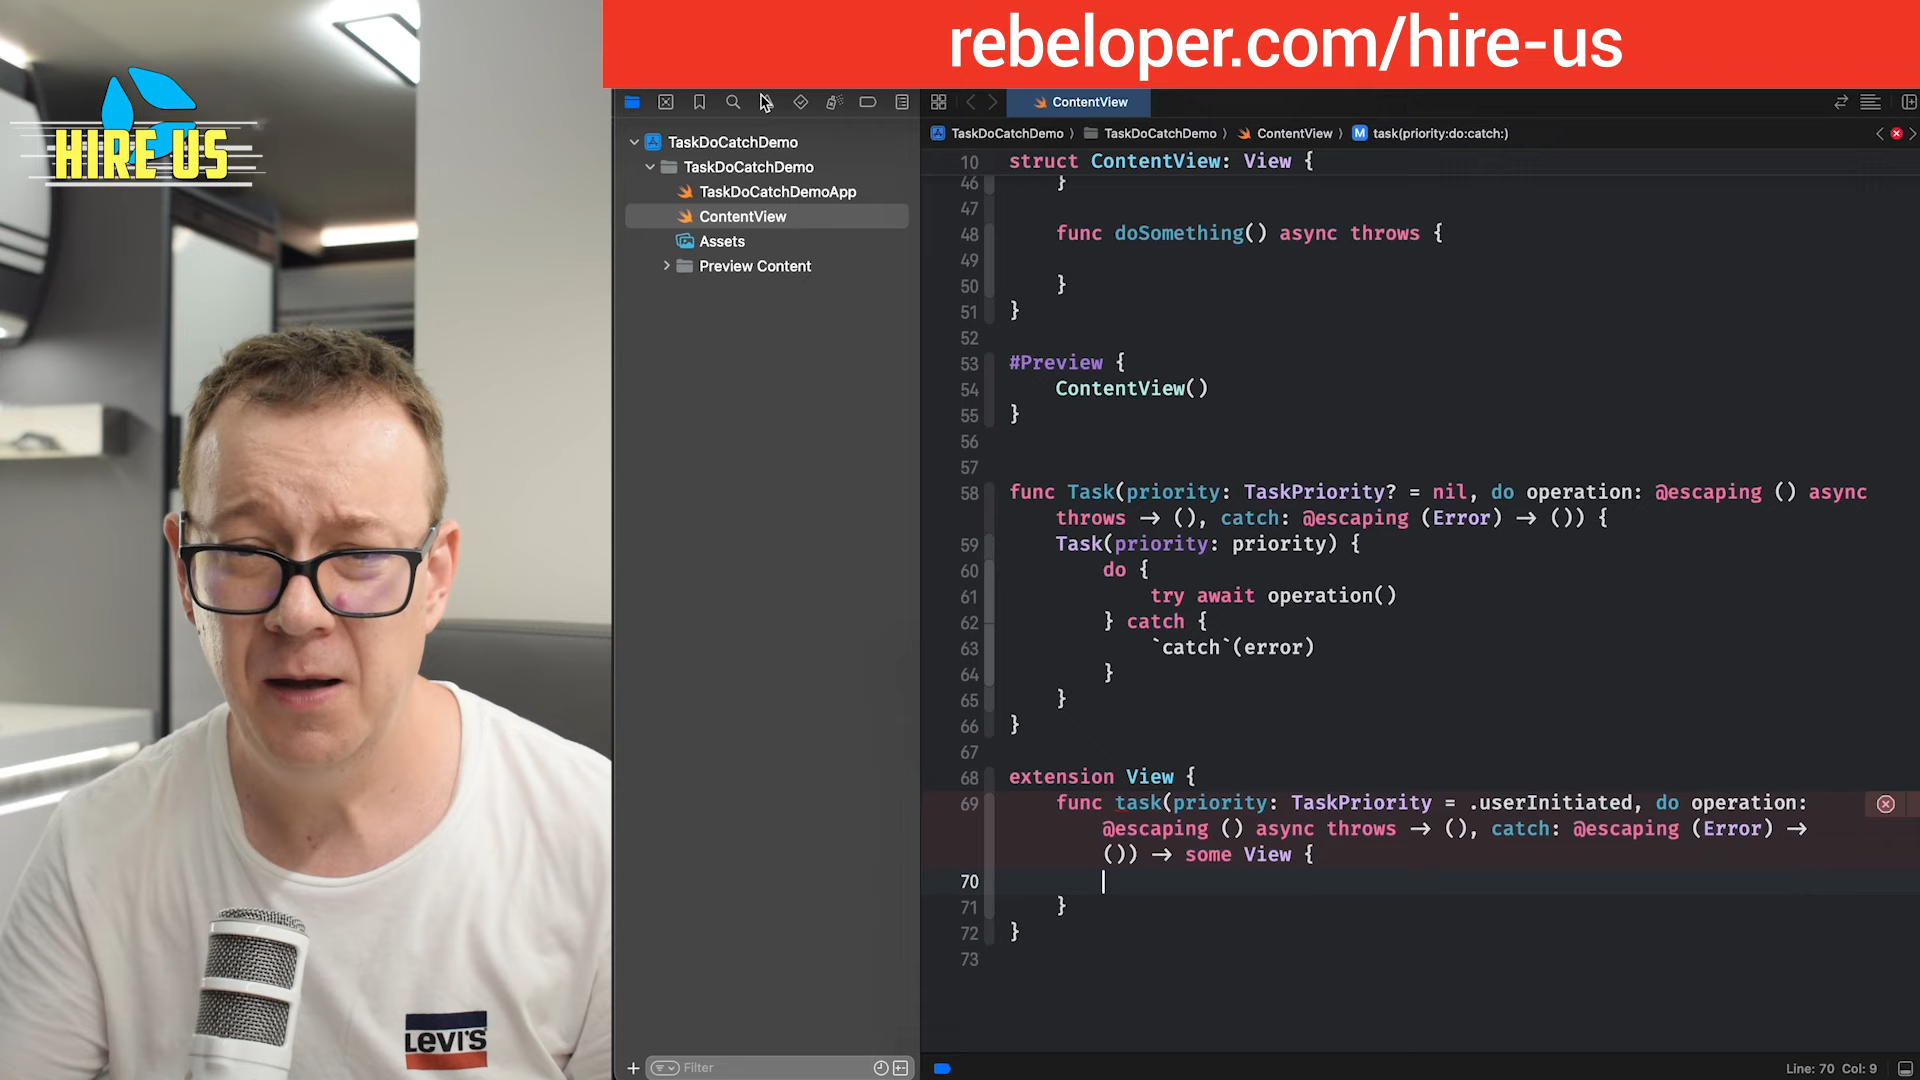 rebeloper.com/hire-us
HIRE US
ContentView
TaskDoCatchDemo
TaskDoCatchDemo
TaskDoCatchDemoApp
ContentView
Assets
Preview Content
TaskDoCatchDemo 〉 TaskDoCatchDemo 〉 ContentView 〉 M task(priority:do:catch:)
10 struct ContentView: View {
46 }
47
48 func doSomething() async throws {
49
50 }
51 }
52
53 #Preview {
54 ContentView()
55 }
56
57
58 func Task(priority: TaskPriority? = nil, do operation: @escaping () async
throws → (), catch: @escaping (Error) → ()) {
59 Task(priority: priority) {
60 do {
61 try await operation()
62 } catch {
63 `catch`(error)
64 }
65 }
66 }
67
68 extension View {
69 func task(priority: TaskPriority = .userInitiated, do operation:
@escaping () async throws → (), catch: @escaping (Error) →
()) → some View {
70
71 }
72 }
73
LEVI'S
Filter
Line: 70 Col: 9